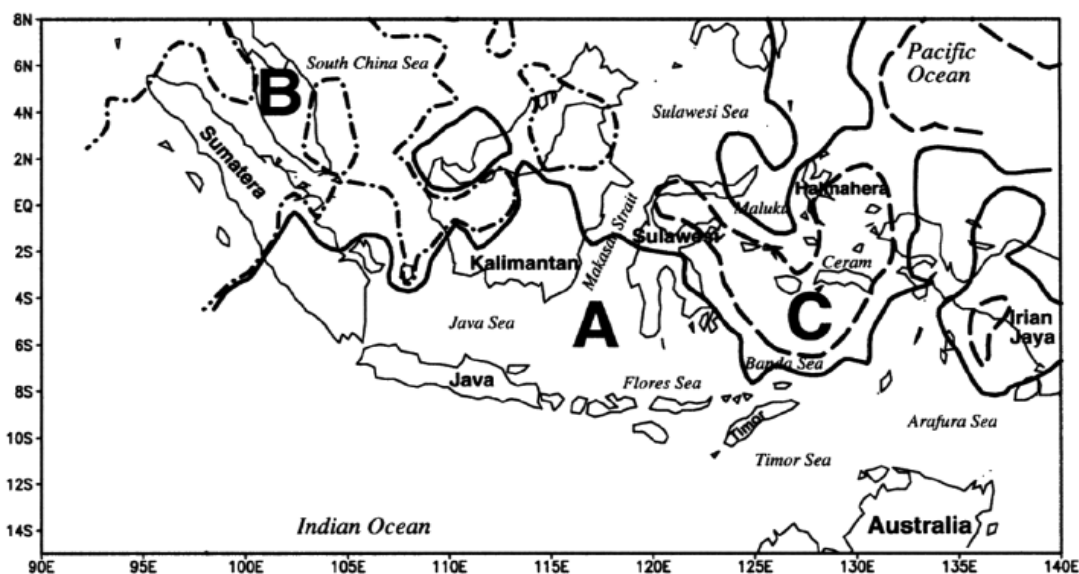 8N
6N
4N
2N
EQ
2S
4S
6S
8S
10S
12S
14S
South China Sea
Pacific
Ocean
B
Sulawesi Sea
Sumatera
Halmahera
Maluku
Makasar Strait
Sulawesi
Kalimantan
Ceram
A
C
Java Sea
Irian
Jaya
Banda Sea
Java
Flores Sea
Timor
Arafura Sea
Timor Sea
Indian Ocean
Australia
90E 95E 100E 105E 110E 115E 120E 125E 130E 135E 140E